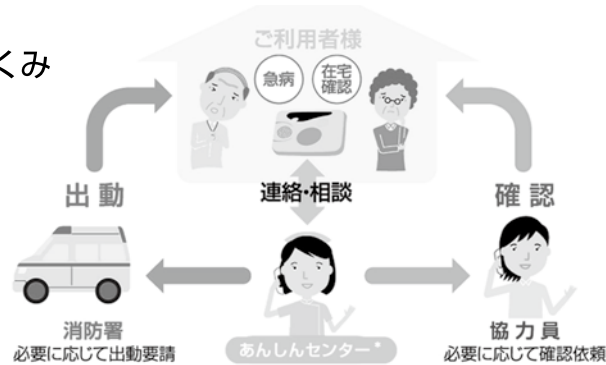 くみ
ご利用者様
急病
在宅
確認
出動
連絡・相談
確認
消防署
必要に応じて出動要請
あんしんセンター*
協力員
必要に応じて確認依頼